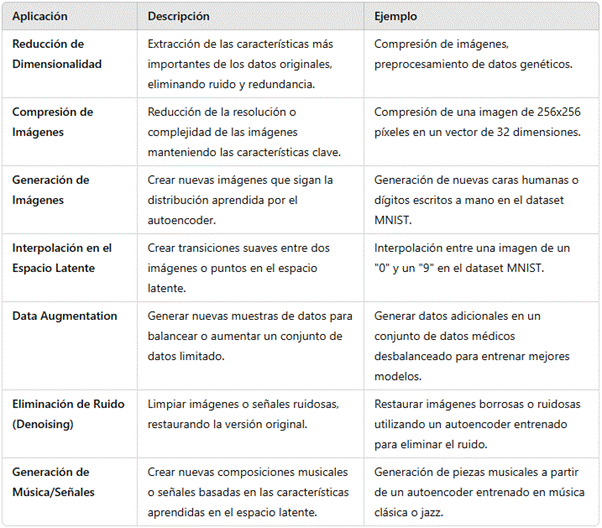 Aplicación Descripción Ejemplo
Reducción de Dimensionalidad
Extracción de las características más
importantes de los datos originales,
eliminando ruido y redundancia.
Compresión de imágenes,
preprocesamiento de datos genéticos.
Compresión de
Imágenes
Reducción de la resolución o
complejidad de las imágenes
manteniendo las características clave.
Compresión de una imagen de 256x256
píxeles en un vector de 32 dimensiones.
Generación de
Imágenes
Crear nuevas imágenes que sigan la
distribución aprendida por el
autoencoder.
Generación de nuevas caras humanas o
dígitos escritos a mano en el dataset
MNIST.
Interpolación en el
Espacio Latente
Crear transiciones suaves entre dos
imágenes o puntos en el espacio
latente.
Interpolación entre una imagen de un
"0" y un "9" en el dataset MNIST.
Data Augmentation
Generar nuevas muestras de datos para
balancear o aumentar un conjunto de
datos limitado.
Generar datos adicionales en un
conjunto de datos médicos
desbalanceado para entrenar mejores
modelos.
Eliminación de Ruido
(Denoising)
Limpiar imágenes o señales ruidosas,
restaurando la versión original.
Restaurar imágenes borrosas o ruidosas
utilizando un autoencoder entrenado
para eliminar el ruido.
Generación de
Música/Señales
Crear nuevas composiciones musicales
o señales basadas en las características
aprendidas en el espacio latente.
Generación de piezas musicales a partir
de un autoencoder entrenado en música
clásica o jazz.